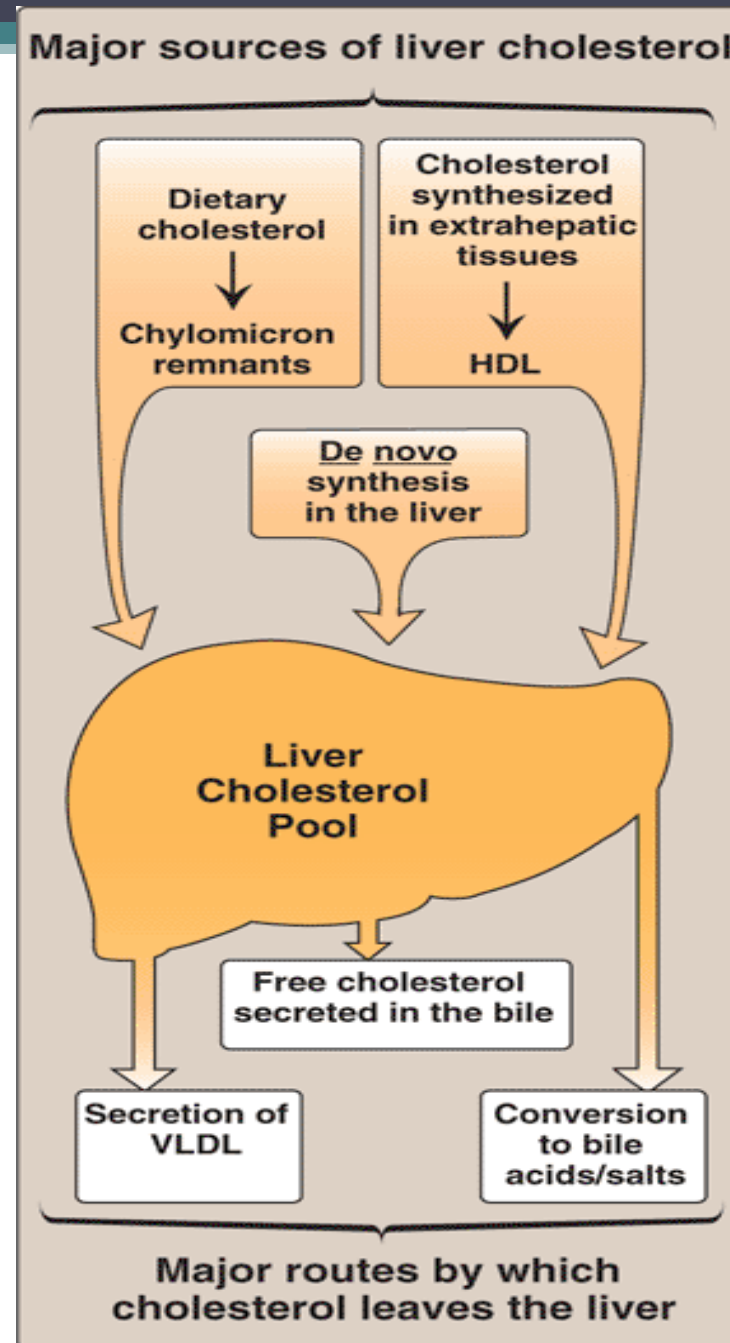 Major sources of liver cholesterol
Dietary
cholesterol
Chylomicron
remnants
Cholesterol
synthesized
in extrahepatic
tissues
HDL
De novo
synthesis
in the liver
Liver
Cholesterol
Pool
Free cholesterol
secreted in the bile
Secretion of
VLDL
Conversion
to bile
acids/salts
Major routes by which
cholesterol leaves the liver